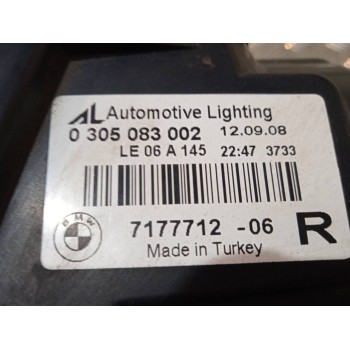 AL Automotive Lighting
0 305 083 002 12.09.08
LE 06 A 145 22:47 3733
BMW 7177712 -06 R
Made in Turkey